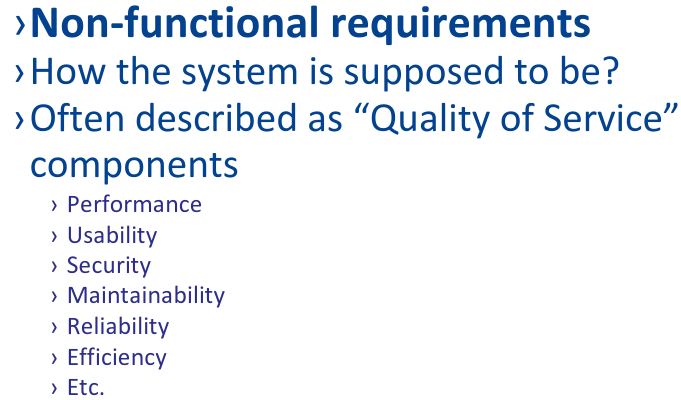 › Non-functional requirements
› How the system is supposed to be?
› Often described as “Quality of Service”
components
› Performance
› Usability
› Security
› Maintainability
› Reliability
› Efficiency
› Etc.